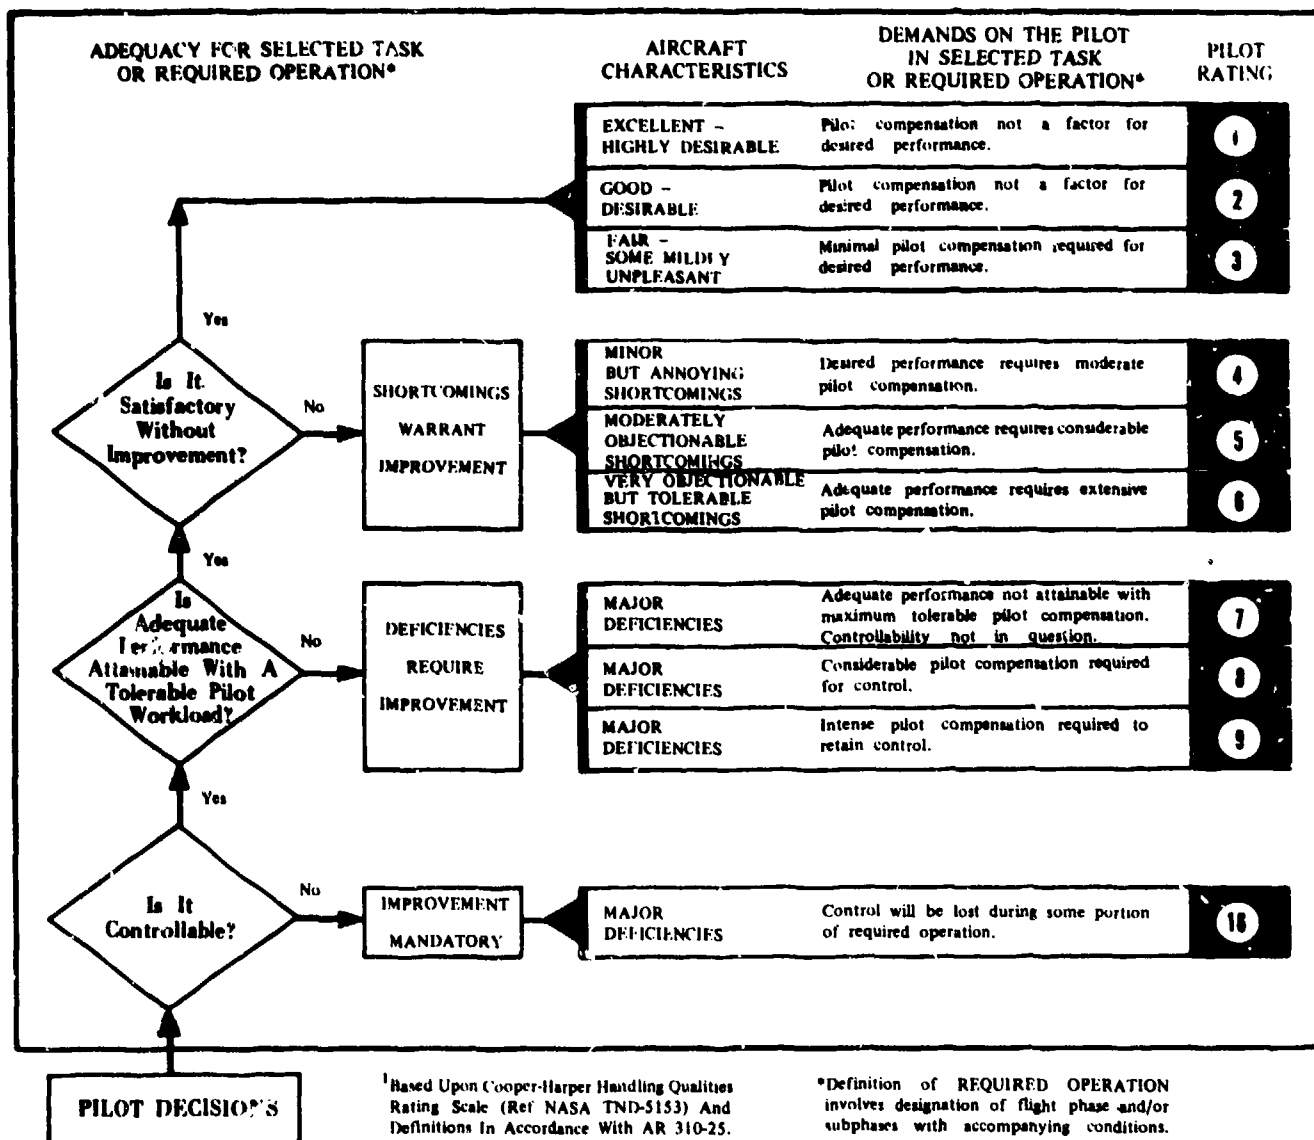 ADEQUACY FOR SELECTED TASK
OR REQUIRED OPERATION*
AIRCRAFT
CHARACTERISTICS
DEMANDS ON THE PILOT
IN SELECTED TASK
OR REQUIRED OPERATION*
PILOT
RATING
EXCELLENT -
HIGHLY DESIRABLE
Pilot compensation not a factor for
desired performance.
1
GOOD -
DESIRABLE
Pilot compensation not a factor for
desired performance.
2
FAIR -
SOME MILDLY
UNPLEASANT
Minimal pilot compensation required for
desired performance.
3
Yes
Is It
Satisfactory
Without
Improvement?
No
SHORTCOMINGS
WARRANT
IMPROVEMENT
MINOR
BUT ANNOYING
SHORTCOMINGS
Desired performance requires moderate
pilot compensation.
4
MODERATELY
OBJECTIONABLE
SHORTCOMINGS
Adequate performance requires considerable
pilot compensation.
5
VERY OBJECTIONABLE
BUT TOLERABLE
SHORTCOMINGS
Adequate performance requires extensive
pilot compensation.
6
Yes
Is
Adequate
Performance
Attainable With A
Tolerable Pilot
Workload?
No
DEFICIENCIES
REQUIRE
IMPROVEMENT
MAJOR
DEFICIENCIES
Adequate performance not attainable with
maximum tolerable pilot compensation.
Controllability not in question.
7
MAJOR
DEFICIENCIES
Considerable pilot compensation required
for control.
8
MAJOR
DEFICIENCIES
Intense pilot compensation required to
retain control.
9
Yes
Is It
Controllable?
No
IMPROVEMENT
MANDATORY
MAJOR
DEFICIENCIES
Control will be lost during some portion
of required operation.
10
PILOT DECISIONS
1Based Upon Cooper-Harper Handling Qualities
Rating Scale (Ref NASA TND-5153) And
Definitions In Accordance With AR 310-25.
*Definition of REQUIRED OPERATION
involves designation of flight phase and/or
subphases with accompanying conditions.